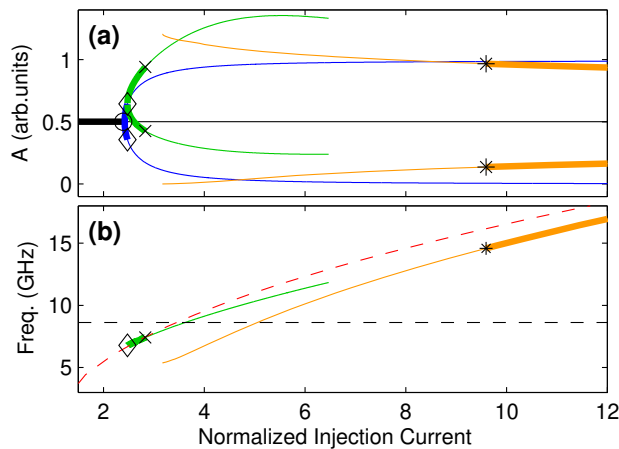 (a)
A (arb.units)
1
0.5
0
(b)
Freq. (GHz)
15
10
5
2 4 6 8 10 12
Normalized Injection Current